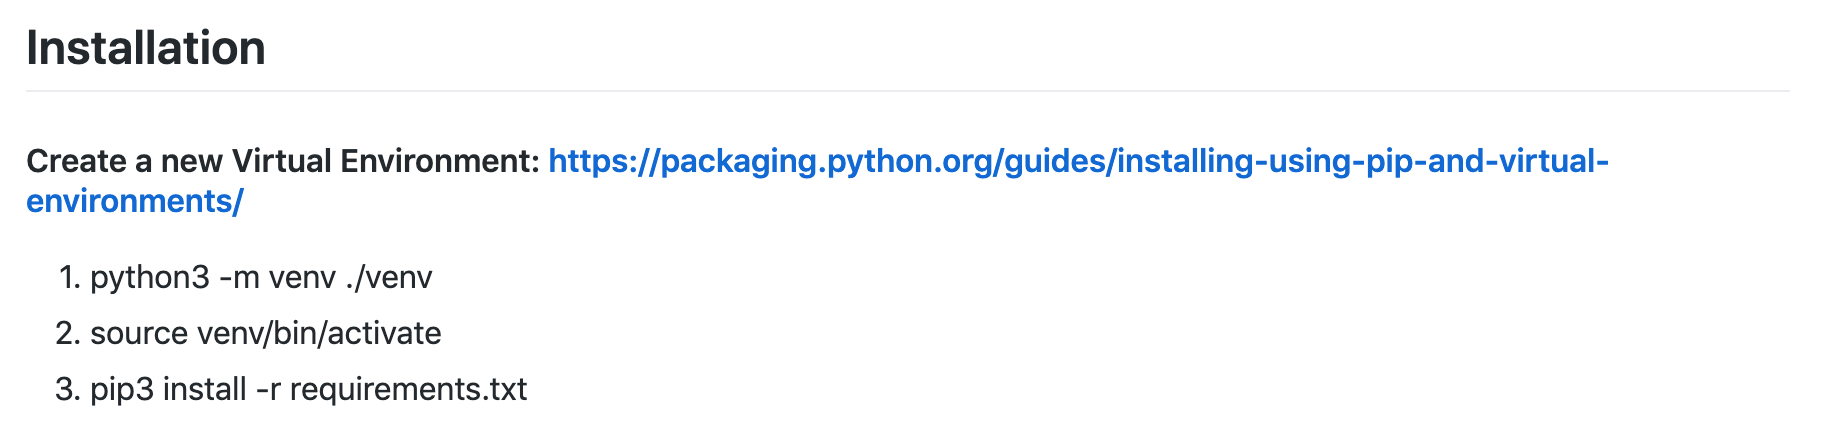 Installation
Create a new Virtual Environment: https://packaging.python.org/guides/installing-using-pip-and-virtual-
environments/
1. python3 -m venv ./venv
2. source venv/bin/activate
3. pip3 install -r requirements.txt